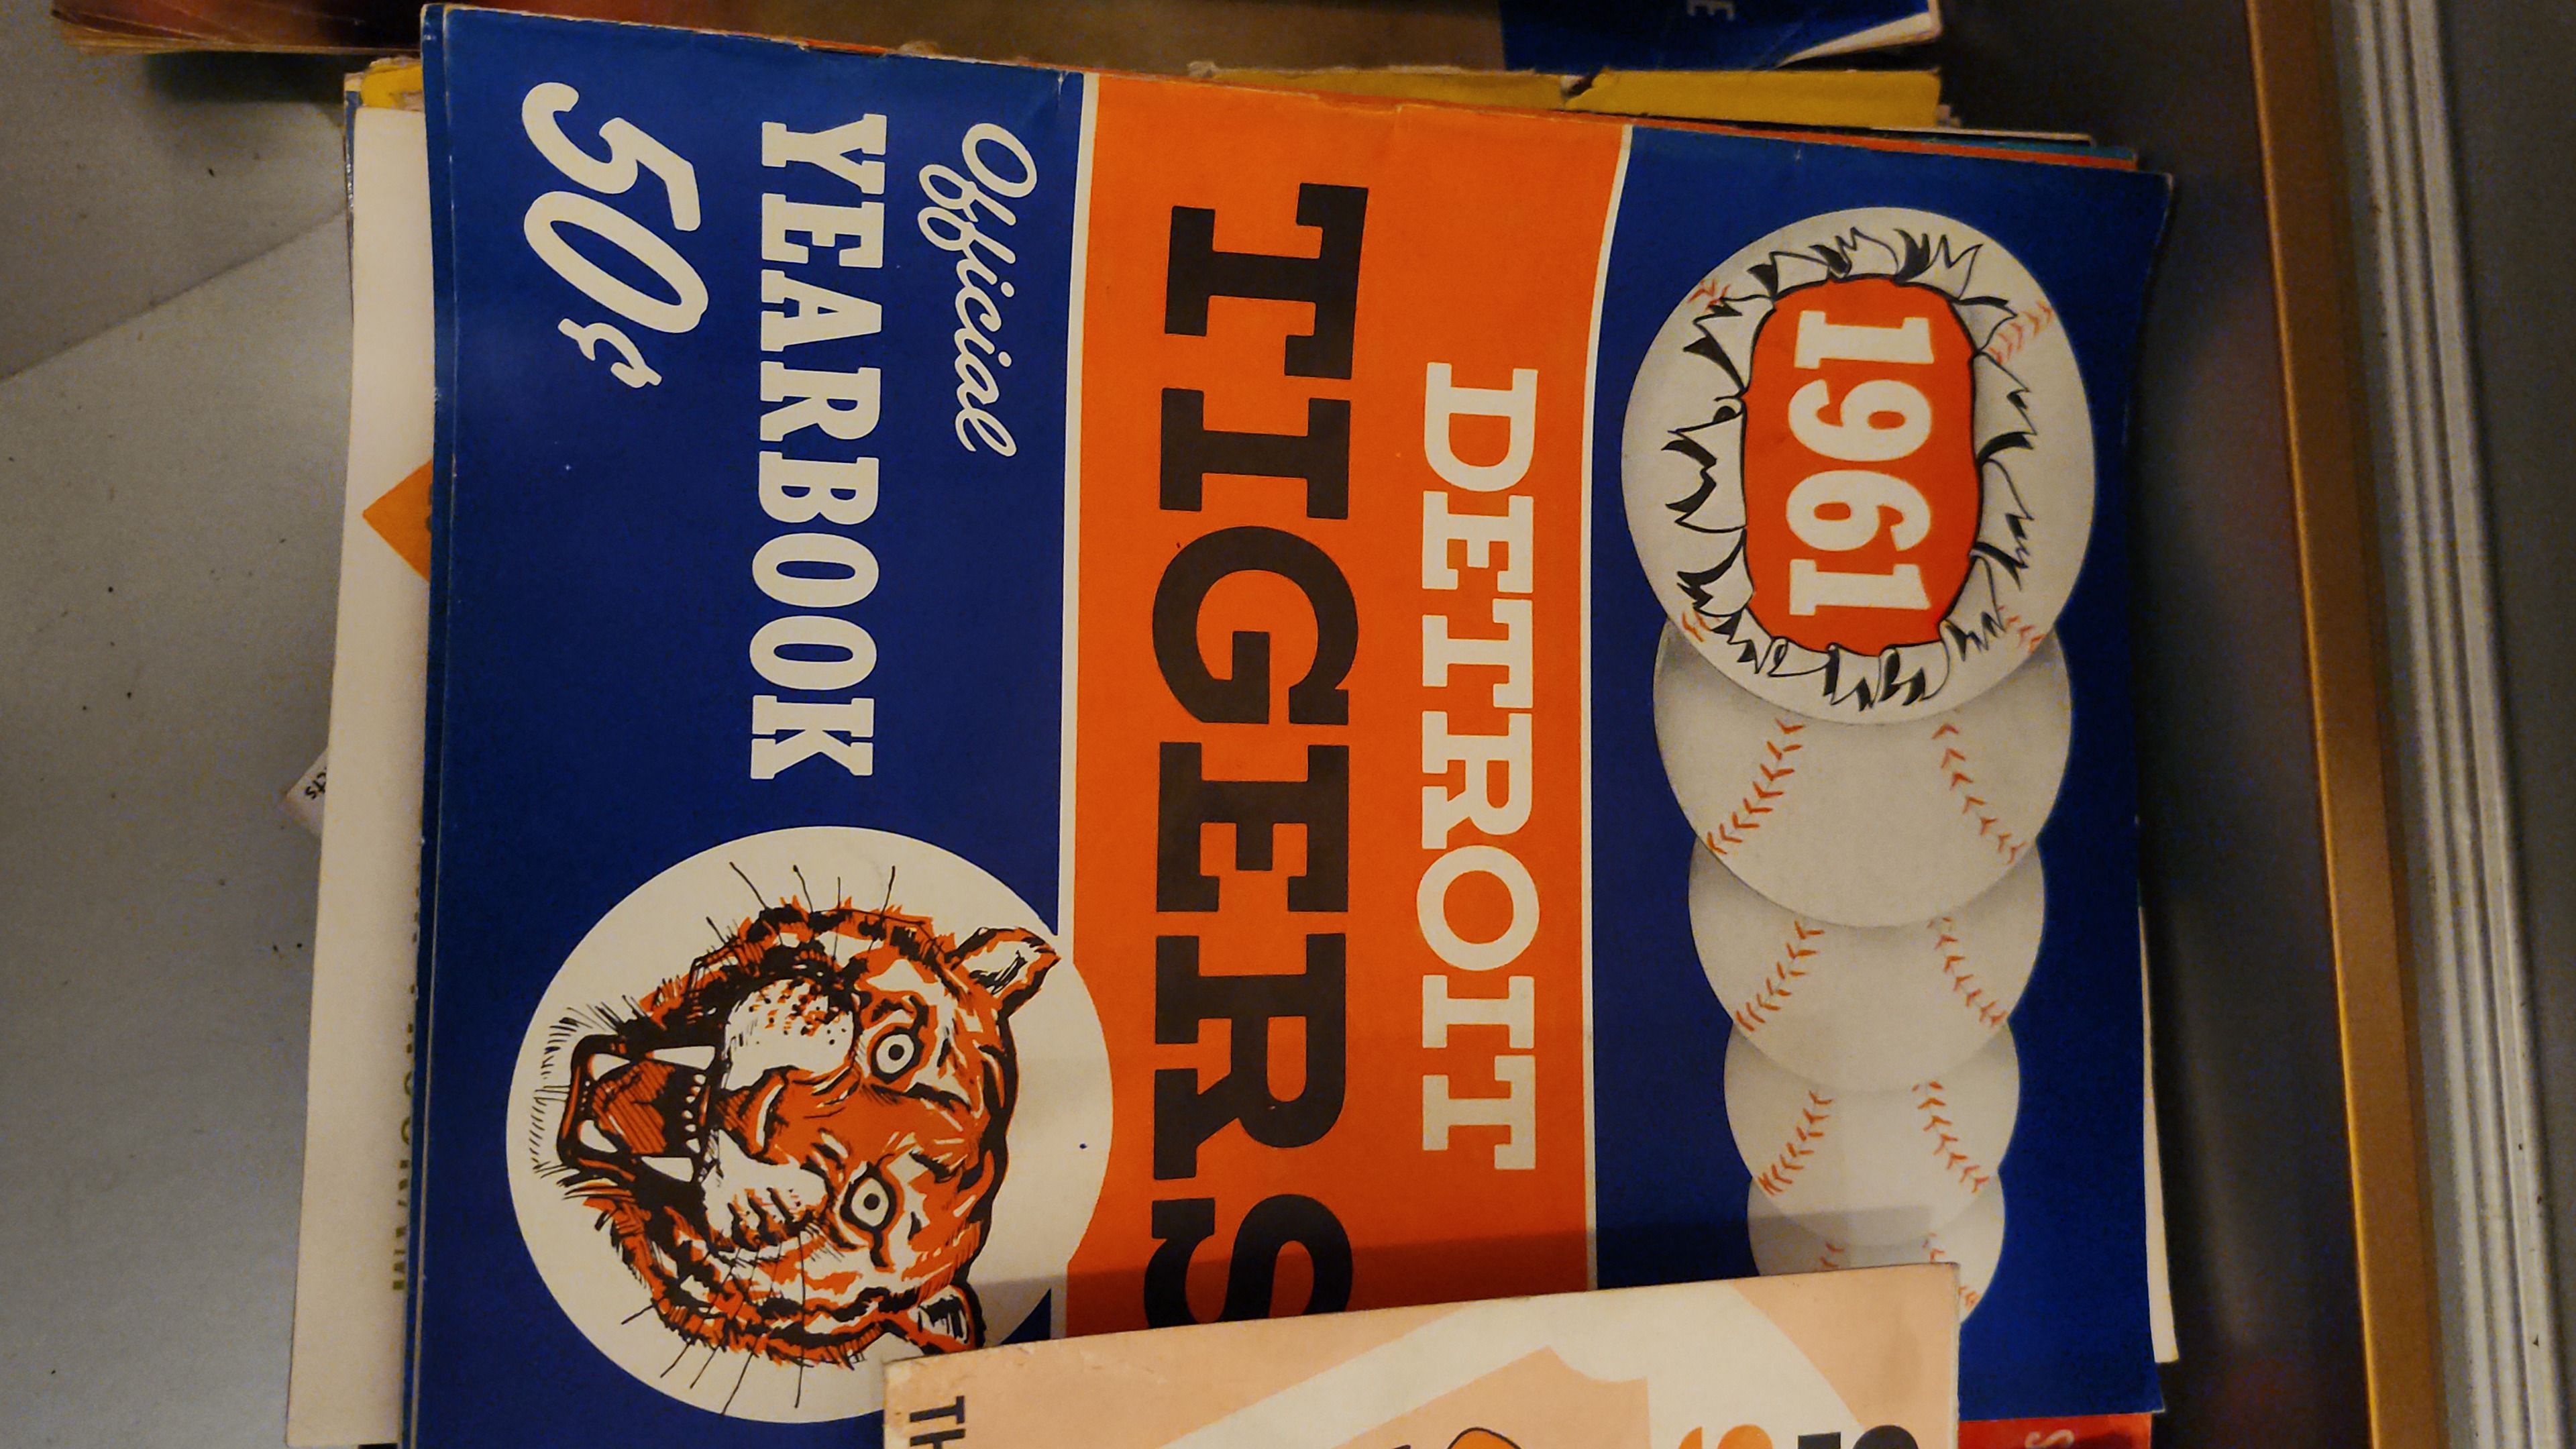 1961
DETROIT
TIGERS
Official
YEARBOOK
50¢